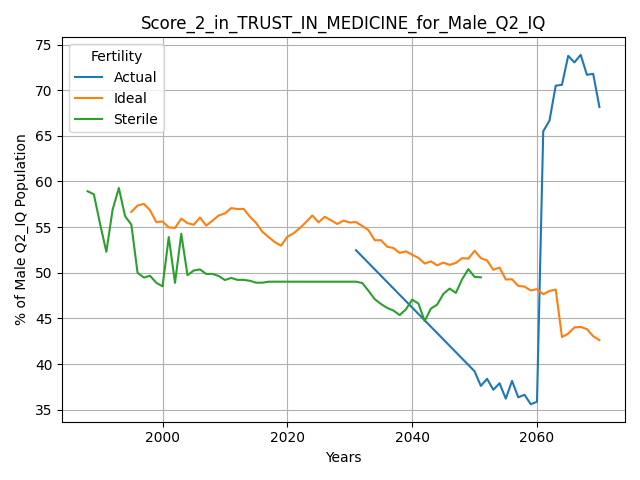 Score_2_in_TRUST_IN_MEDICINE_for_Male_Q2_IQ
Fertility
Actual
Ideal
Sterile
% of Male Q2_IQ Population
75
70
65
60
55
50
45
40
35
2000
2020
2040
2060
Years